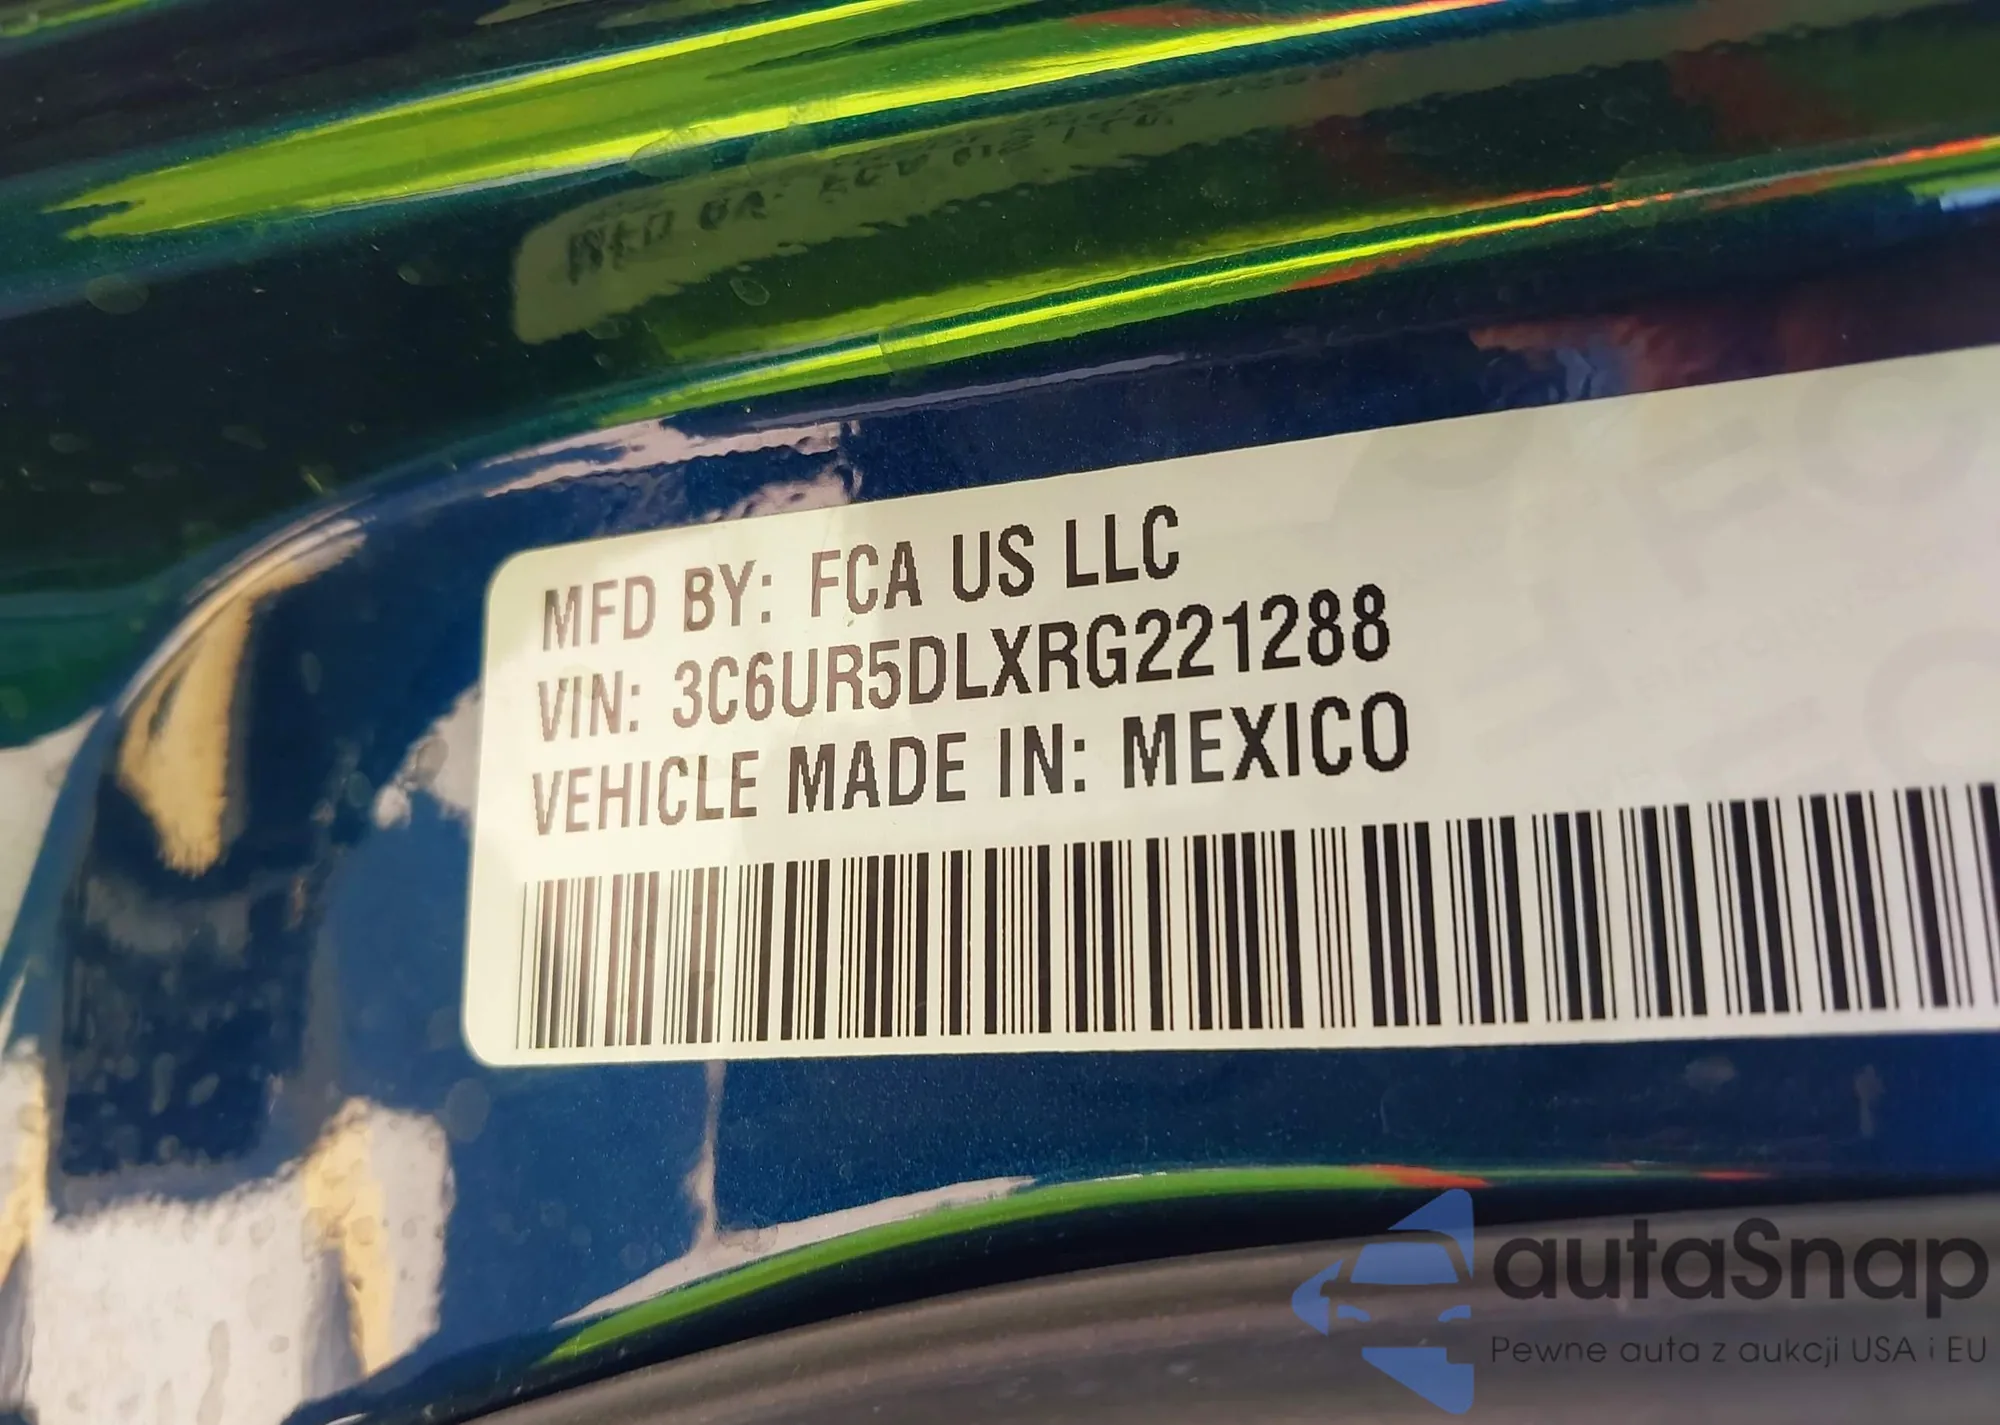 MFD BY: FCA US LLC
VIN: 3C6UR5DLXRG221288
VEHICLE MADE IN: MEXICO
autaSnap
Pewne auta z aukcji USA i EU